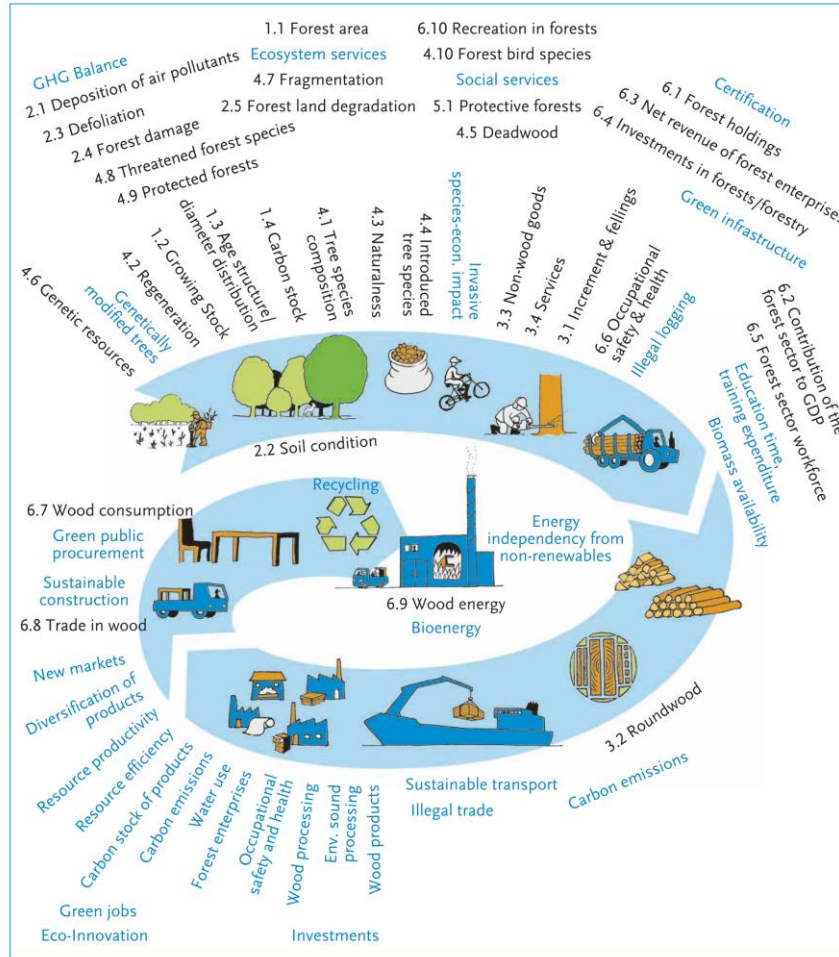 1.1 Forest area
Ecosystem services
4.7 Fragmentation
2.5 Forest land degradation
6.10 Recreation in forests
4.10 Forest bird species
Social services
5.1 Protective forests
4.5 Deadwood
GHG Balance
2.1 Deposition of air pollutants
2.3 Defoliation
2.4 Forest damage
4.8 Threatened forest species
4.9 Protected forests
Certification
6.1 Forest holdings
6.3 Net revenue of forest enterprises
6.4 Investments in forests/forestry
Green infrastructure
4.6 Genetic resources
Genetically
modified trees
4.2 Regeneration
1.2 Growing Stock
1.3 Age structure/
diameter distribution
1.4 Carbon stock
4.1 Tree species
composition
4.3 Naturalness
4.4 Introduced
tree species
Invasive
species-econ. impact
3.3 Non-wood goods
3.4 Services
3.1 Increment & fellings
6.6 Occupational
safety & health
Illegal logging
6.2 Contribution of the
forest sector to GDP
6.5 Forest sector workforce
Education time,
training expenditure
Biomass availability
2.2 Soil condition
6.7 Wood consumption
Green public
procurement
Sustainable
construction
6.8 Trade in wood
Recycling
Energy
independency from
non-renewables
6.9 Wood energy
Bioenergy
3.2 Roundwood
Carbon emissions
Sustainable transport
Illegal trade
New markets
Diversification of
products
Resource productivity
Resource efficiency
Carbon stock of products
Carbon emissions
Water use
Forest enterprises
Occupational
safety and health
Wood processing
Env. sound
processing
Wood products
Green jobs
Eco-Innovation
Investments